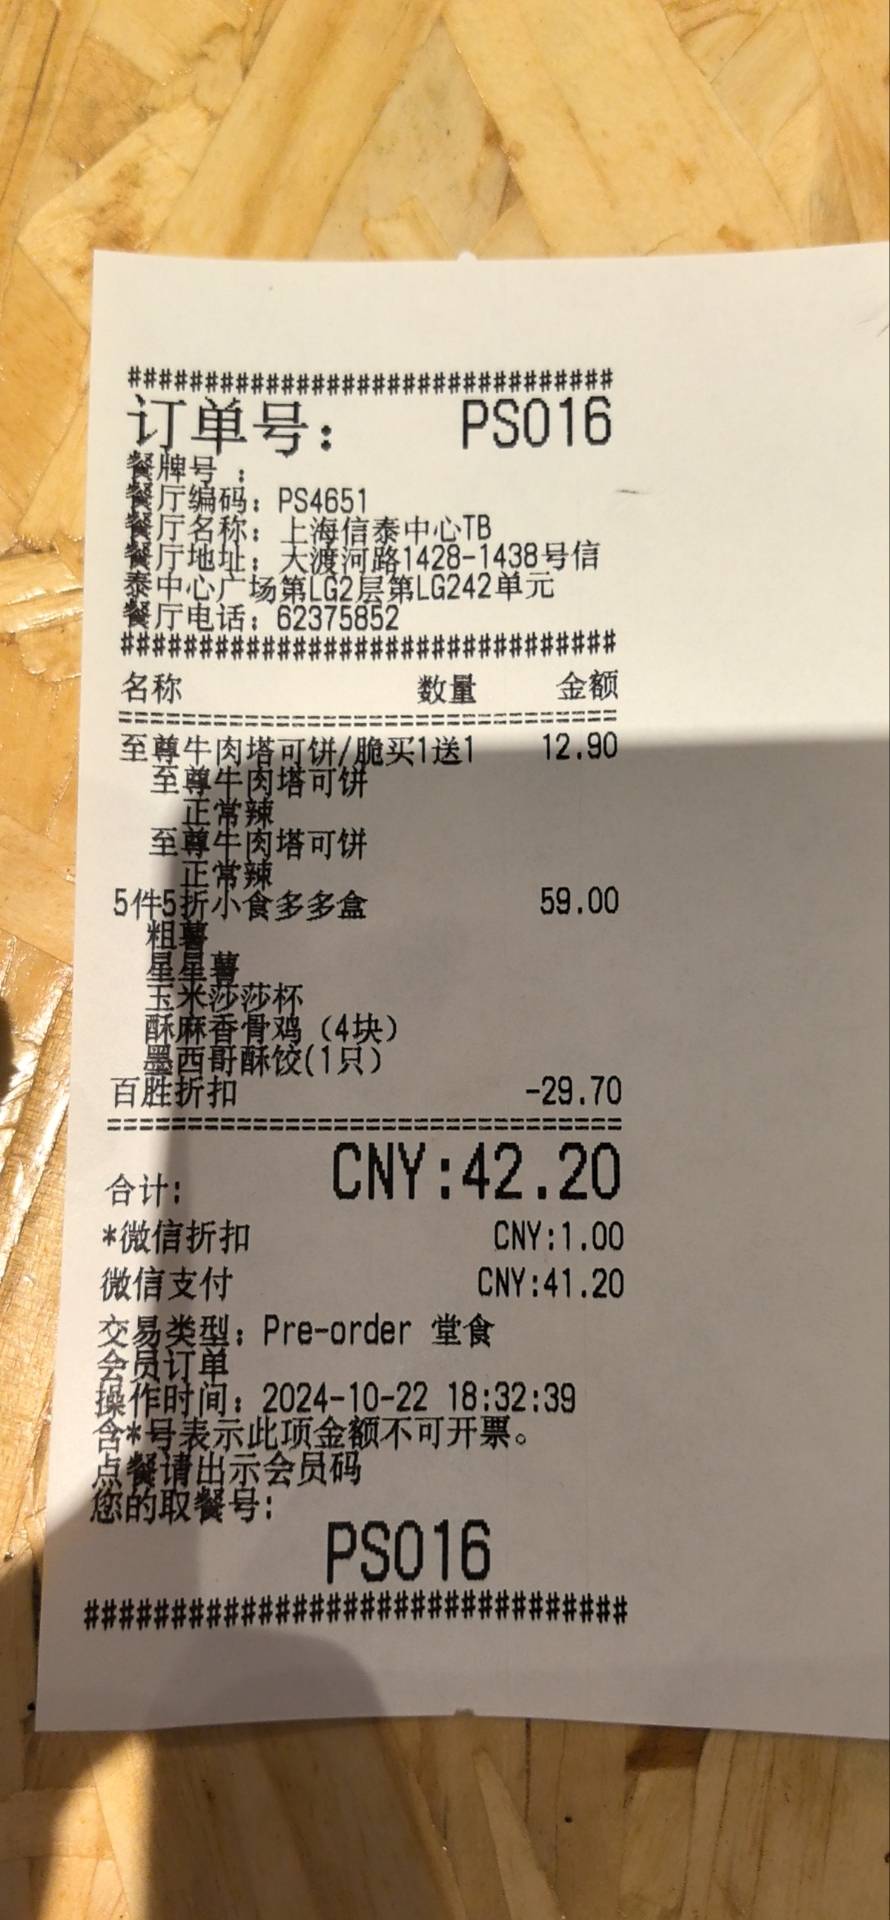 ###############################
订单号： PS016
餐牌号 ：
餐厅编码：PS4651
餐厅名称：上海信泰中心TB
餐厅地址：大渡河路1428-1438号信
泰中心广场第LG2层第LG242单元
餐厅电话：62375852
###############################
名称 数量 金额
===============================
至尊牛肉塔可饼/脆买1送1 12.90
至尊牛肉塔可饼
正常辣
至尊牛肉塔可饼
正常辣
5件5折小食多多盒 59.00
粗薯
星星薯
玉米莎莎杯
酥麻香骨鸡（4块）
墨西哥酥饺(1只）
百胜折扣 -29.70
===============================
合计： CNY:42.20
*微信折扣 CNY:1.00
微信支付 CNY:41.20
交易类型：Pre-order 堂食
会员订单
操作时间：2024-10-22 18:32:39
含*号表示此项金额不可开票。
点餐请出示会员码
您的取餐号：
PS016
###############################